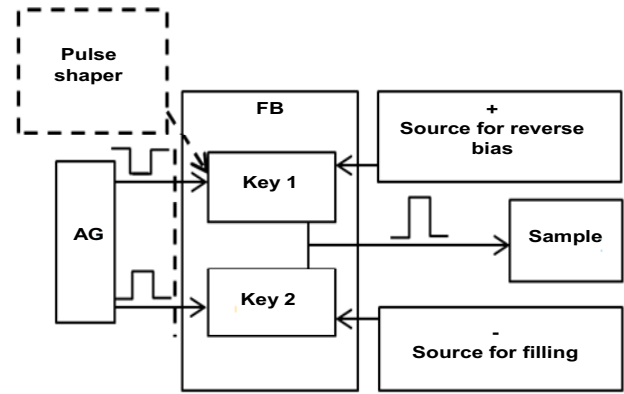 Pulse
shaper
FB
+
Source for reverse
bias
Key 1
AG
Sample
Key 2
-
Source for filling